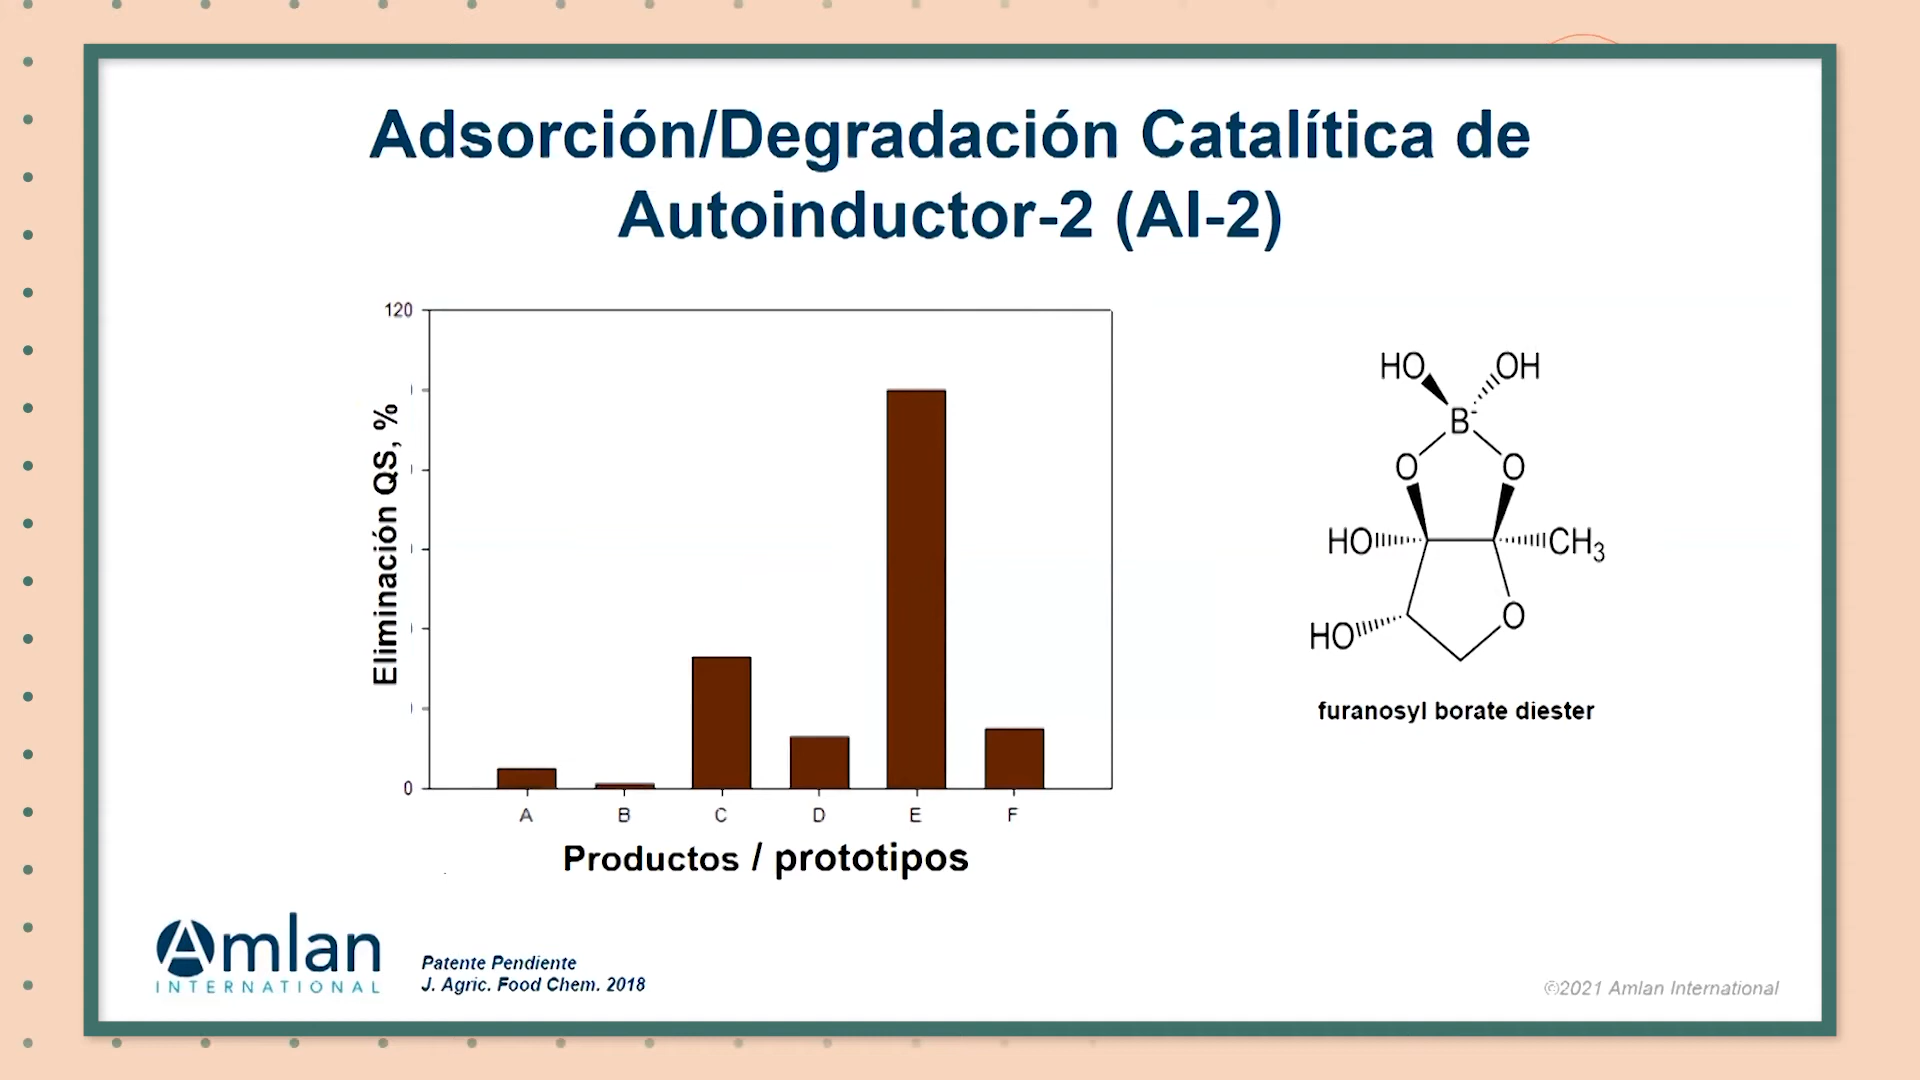 Adsorción/Degradación Catalítica de
Autoinductor-2 (AI-2)
120
Eliminación QS, %
0
A B C D E F
Productos / prototipos
HO OH
B-
O O
HO CH3
HO O
furanosyl borate diester
Amlan
INTERNATIONAL
Patente Pendiente
J. Agric. Food Chem. 2018
©2021 Amlan International